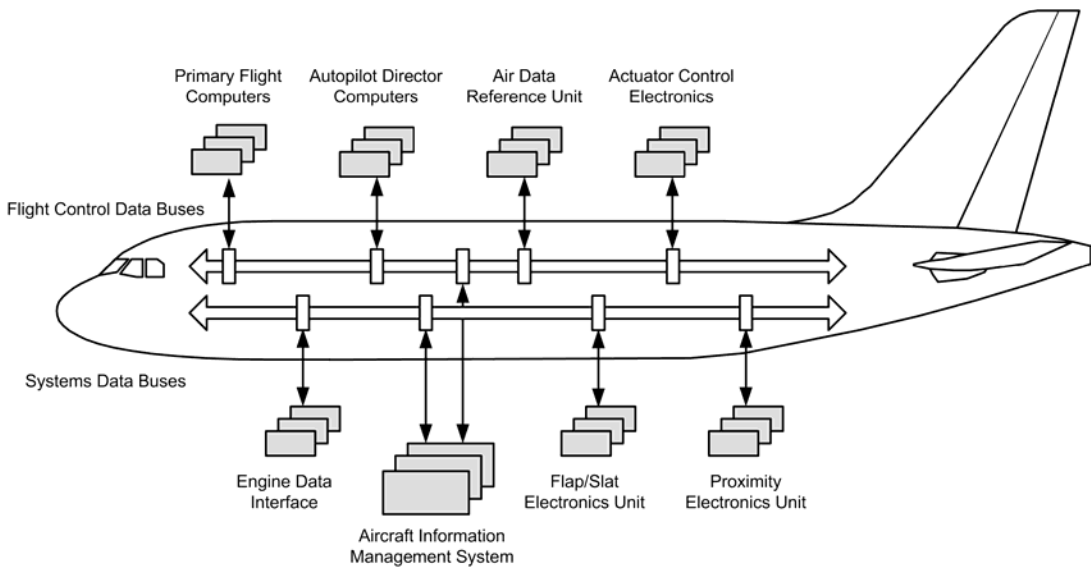 Primary Flight
Computers
Autopilot Director
Computers
Air Data
Reference Unit
Actuator Control
Electronics
Flight Control Data Buses
Systems Data Buses
Engine Data
Interface
Aircraft Information
Management System
Flap/Slat
Electronics Unit
Proximity
Electronics Unit